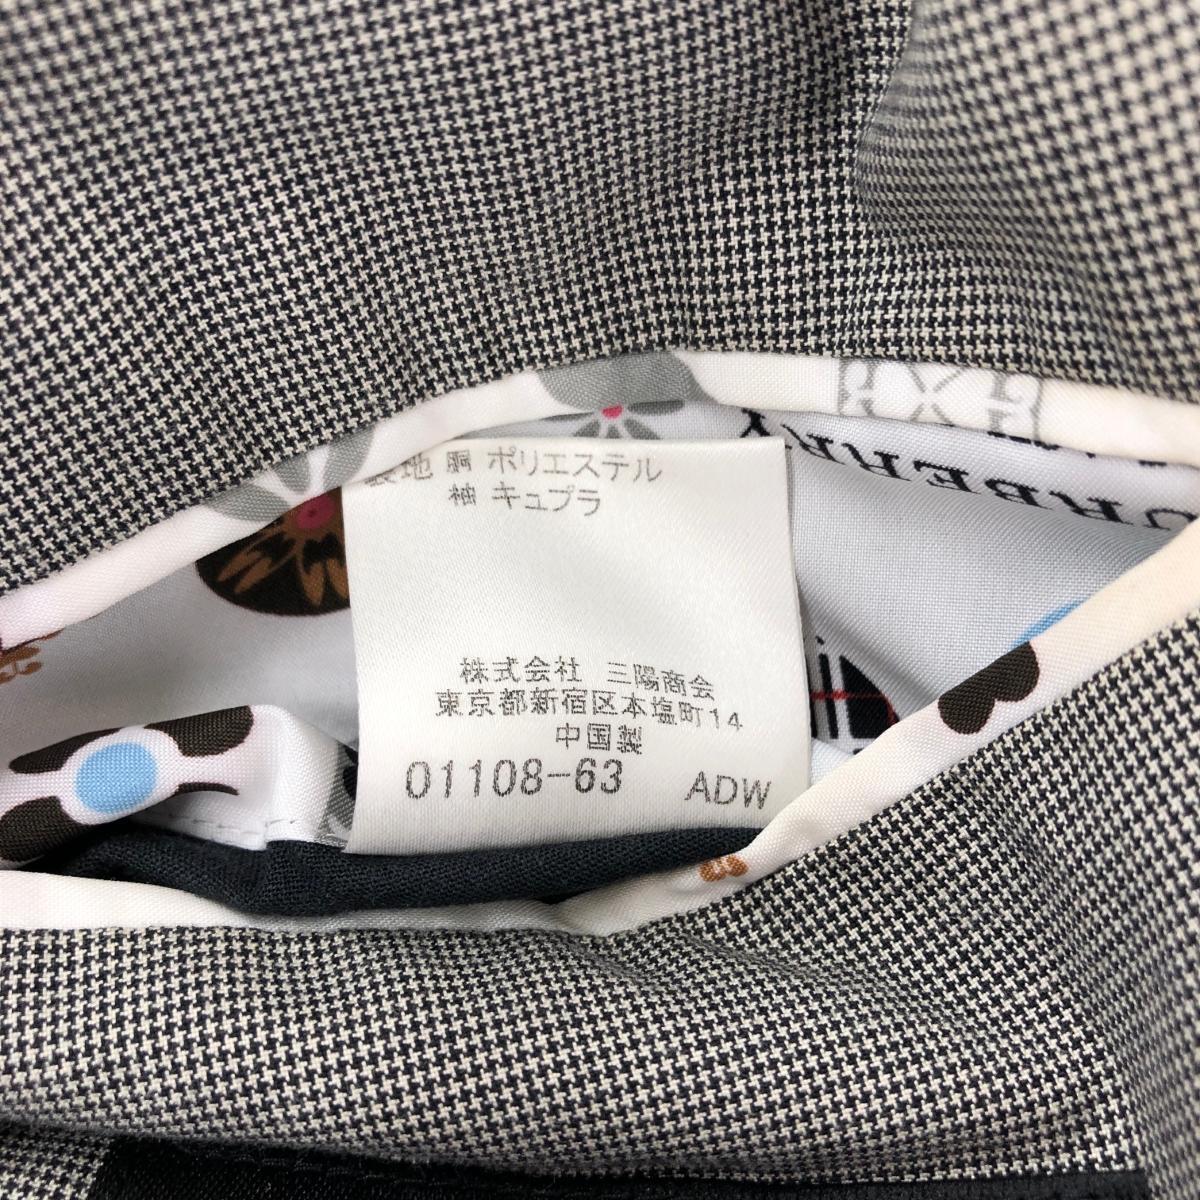 裏地 胴 ポリエステル
袖 キュプラ
株式会社 三陽商会
東京都新宿区本塩町14
中国製
01108-63 ADW
URBERRY